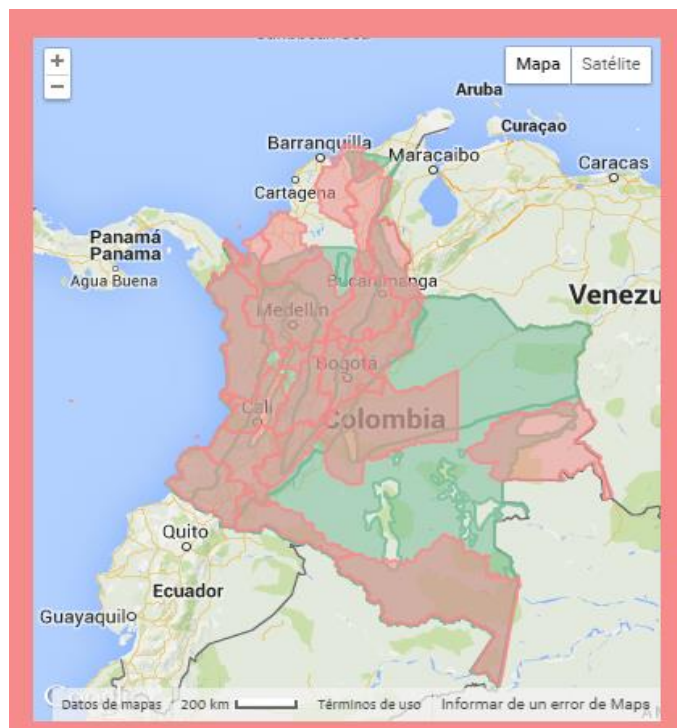 +
Mapa Satélite
−
Aruba
Curaçao
Barranquilla
Maracaibo
Caracas
Cartagena
Panamá
Panama
Agua Buena
Bucaramanga
Venezu
Medellín
Bogotá
Cali
Colombia
Quito
Ecuador
Guayaquil
Datos de mapas 200 km Términos de uso Informar de un error de Maps